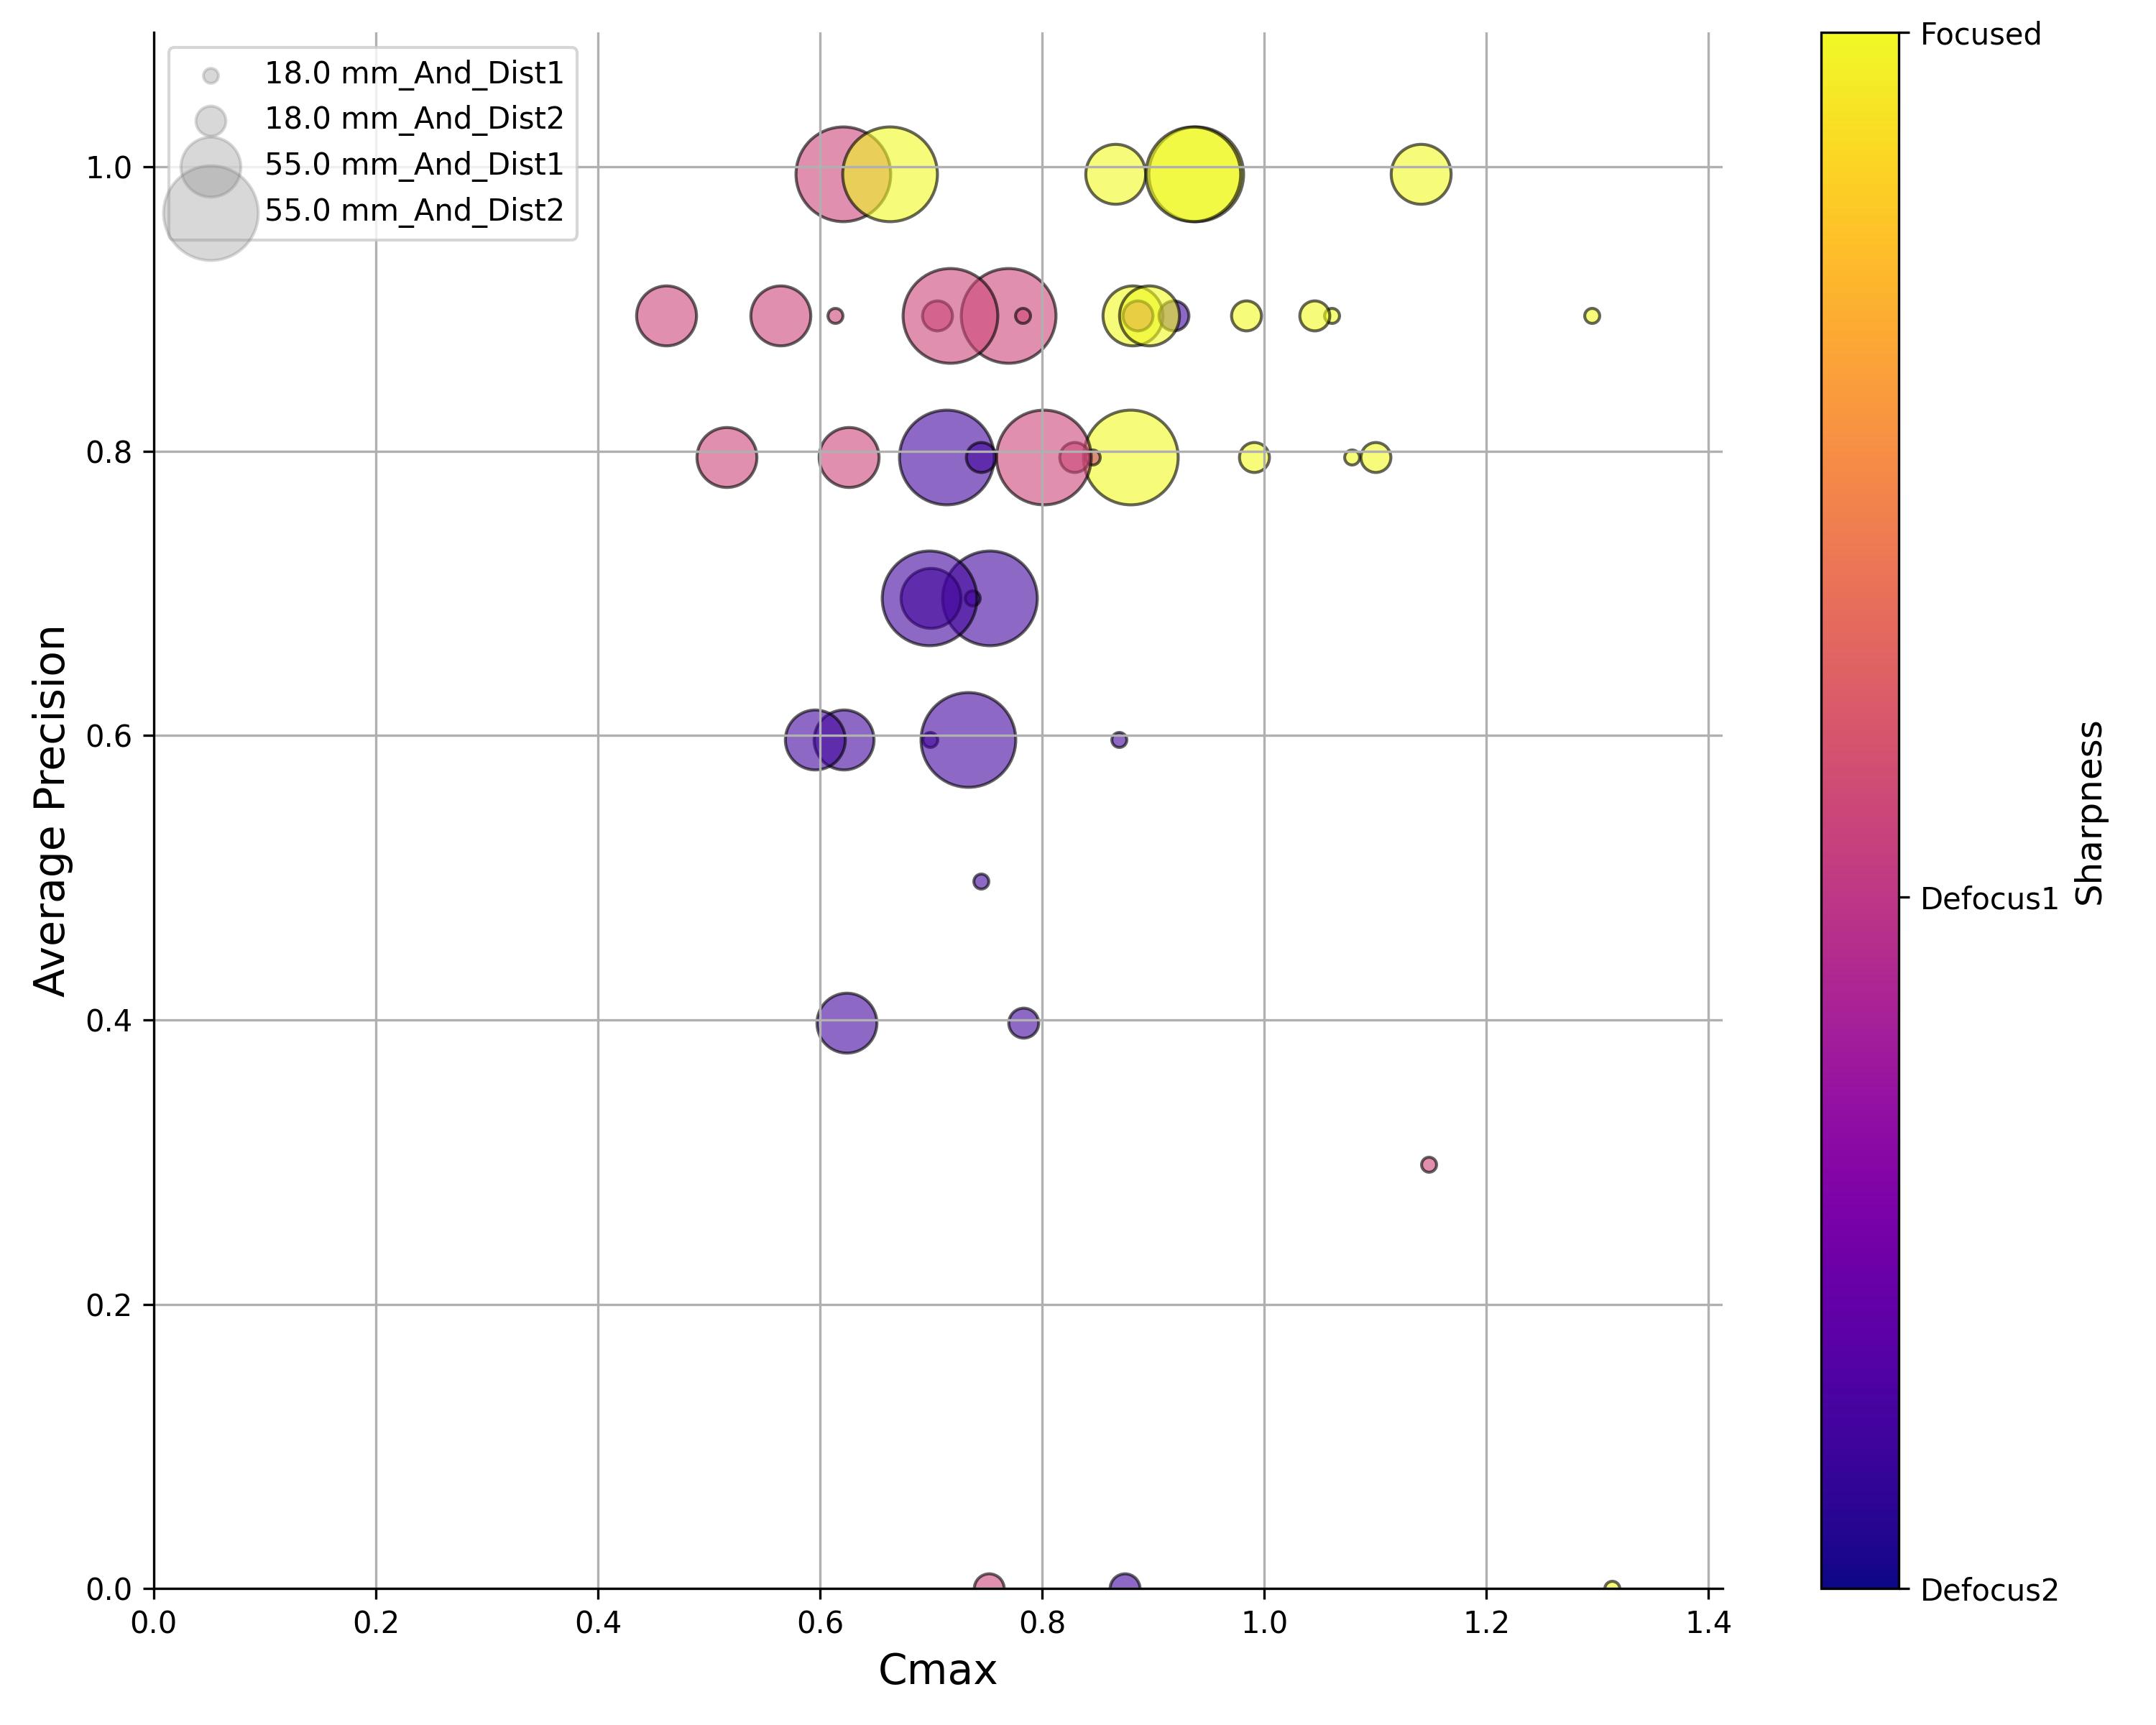 18.0 mm_And_Dist1
18.0 mm_And_Dist2
55.0 mm_And_Dist1
55.0 mm_And_Dist2
1.0
0.8
0.6
0.4
0.2
0.0
Average Precision
0.0 0.2 0.4 0.6 0.8 1.0 1.2 1.4
Cmax
Focused
Defocus1
Defocus2
Sharpness